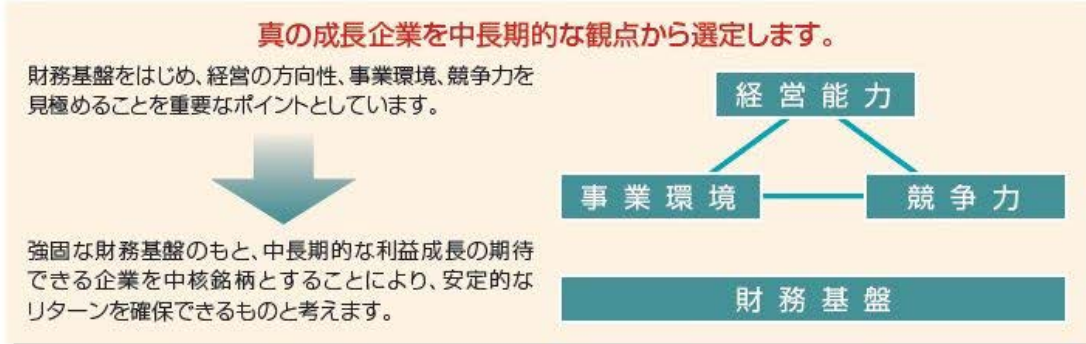 真の成長企業を中長期的な観点から選定します。
財務基盤をはじめ、経営の方向性、事業環境、競争力を
見極めることを重要なポイントとしています。
強固な財務基盤のもと、中長期的な利益成長の期待
できる企業を中核銘柄とすることにより、安定的な
リターンを確保できるものと考えます。
経営能力
事業環境
競争力
財務基盤